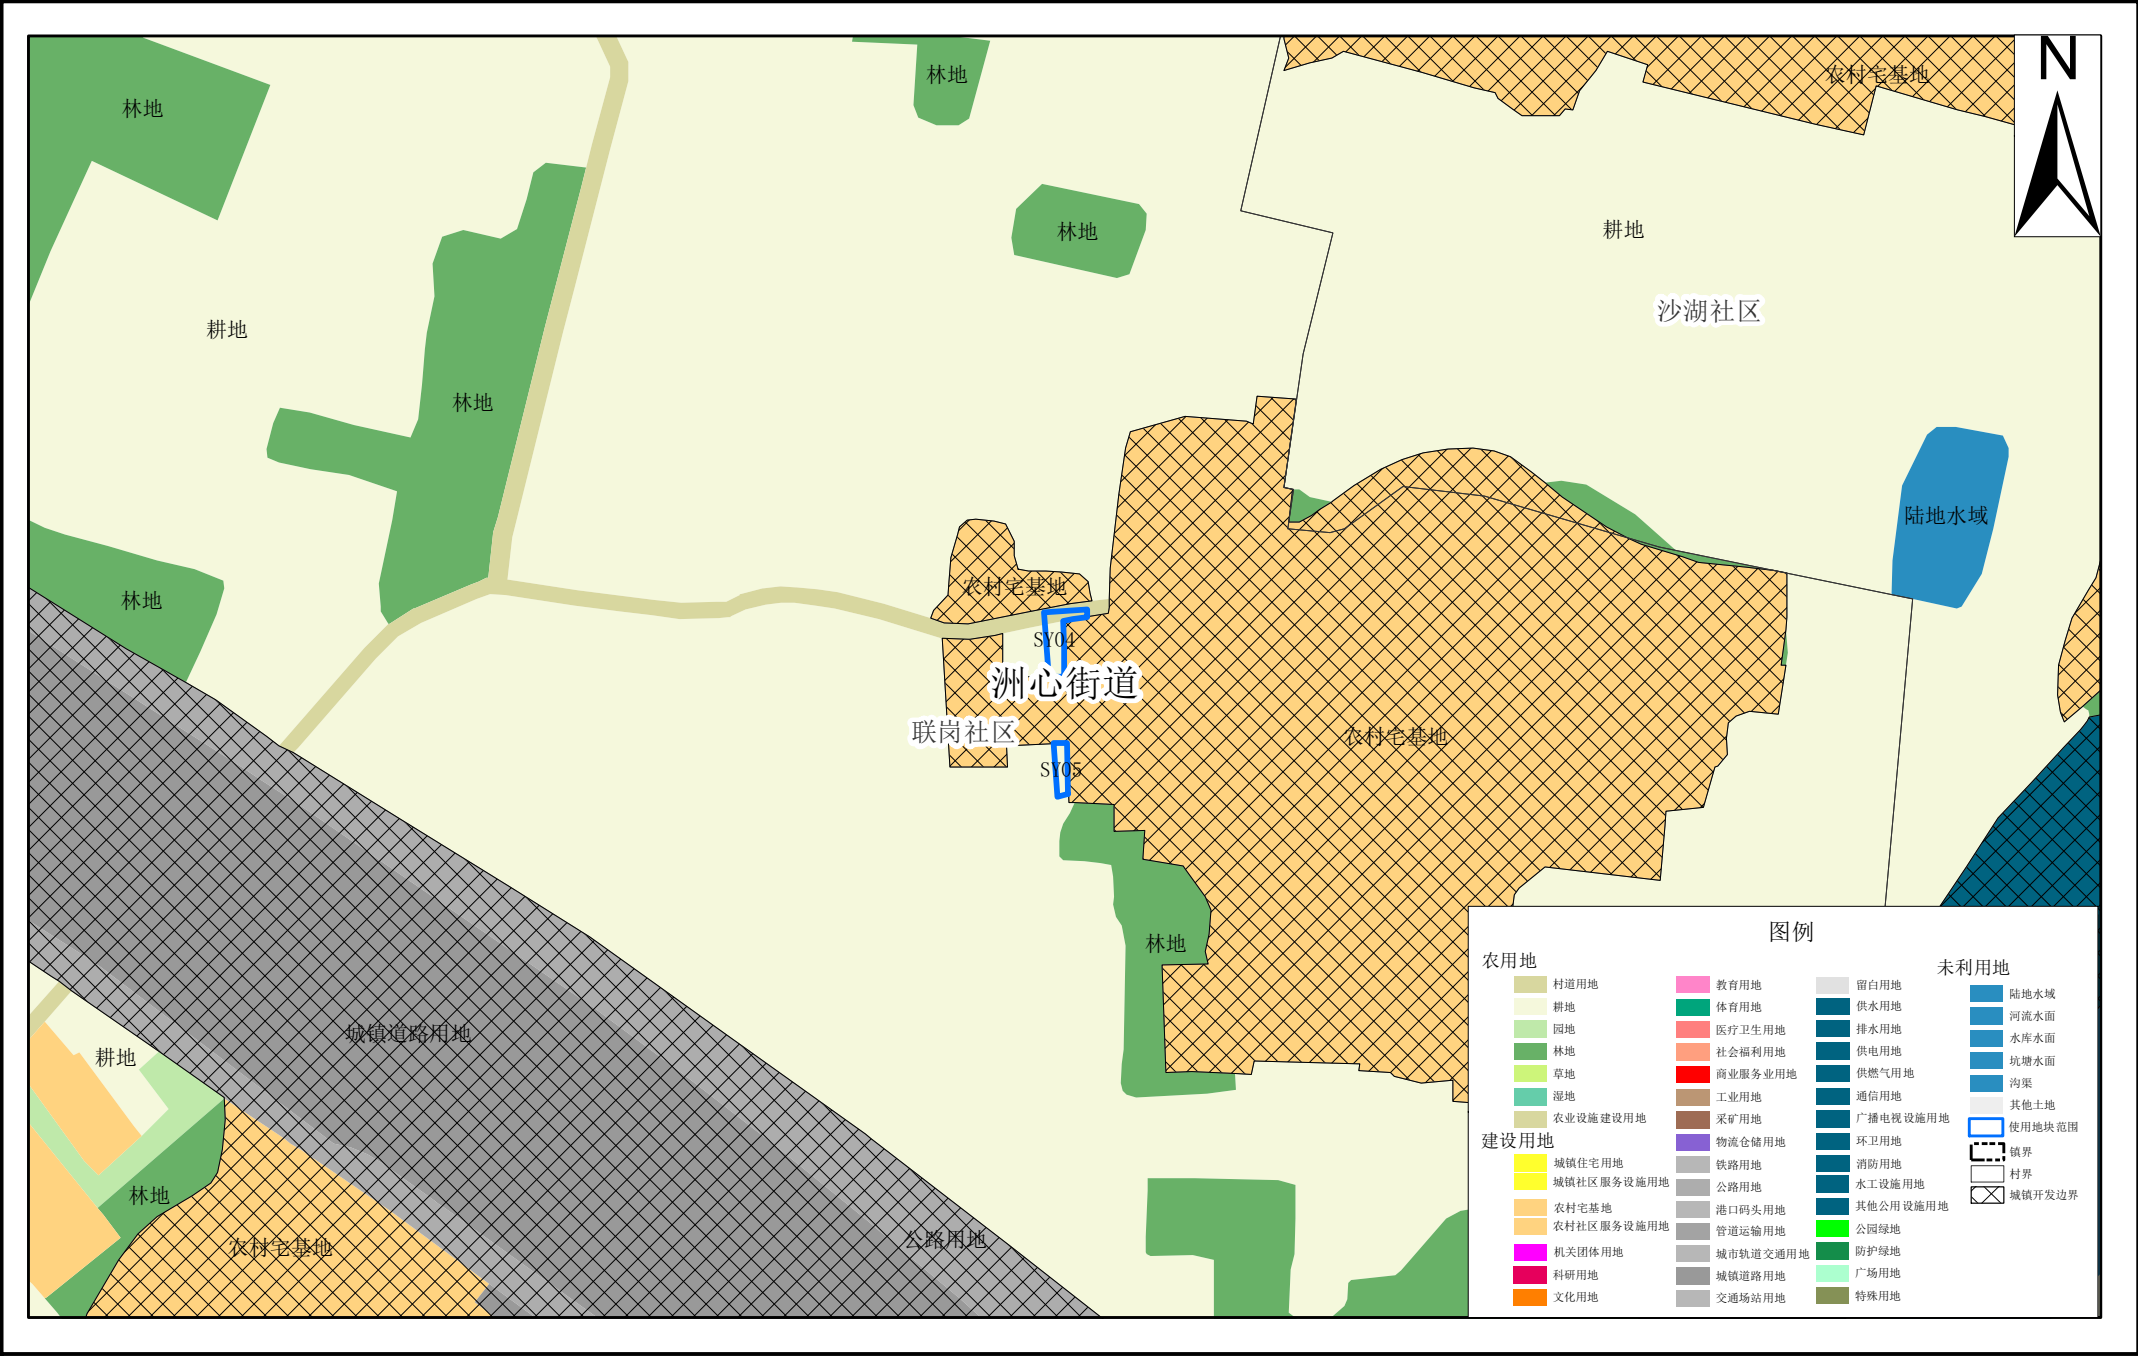 N
林地
农村宅基地
林地
林地
耕地
林地
沙湖社区
耕地
林地
陆地水域
农村宅基地
林地
SY04
洲心街道
联岗社区
农村宅基地
SY05
林地
城镇道路用地
耕地
林地
公路用地
农村宅基地
图例
农用地
村道用地
耕地
园地
林地
草地
湿地
农业设施建设用地
建设用地
城镇住宅用地
城镇社区服务设施用地
农村宅基地
农村社区服务设施用地
机关团体用地
科研用地
文化用地
教育用地
体育用地
医疗卫生用地
社会福利用地
商业服务业用地
工业用地
采矿用地
物流仓储用地
铁路用地
公路用地
港口码头用地
管道运输用地
城市轨道交通用地
城镇道路用地
交通场站用地
留白用地
供水用地
排水用地
供电用地
供燃气用地
通信用地
广播电视设施用地
环卫用地
消防用地
水工设施用地
其他公用设施用地
公园绿地
防护绿地
广场用地
特殊用地
未利用地
陆地水域
河流水面
水库水面
坑塘水面
沟渠
其他土地
使用地块范围
镇界
村界
城镇开发边界